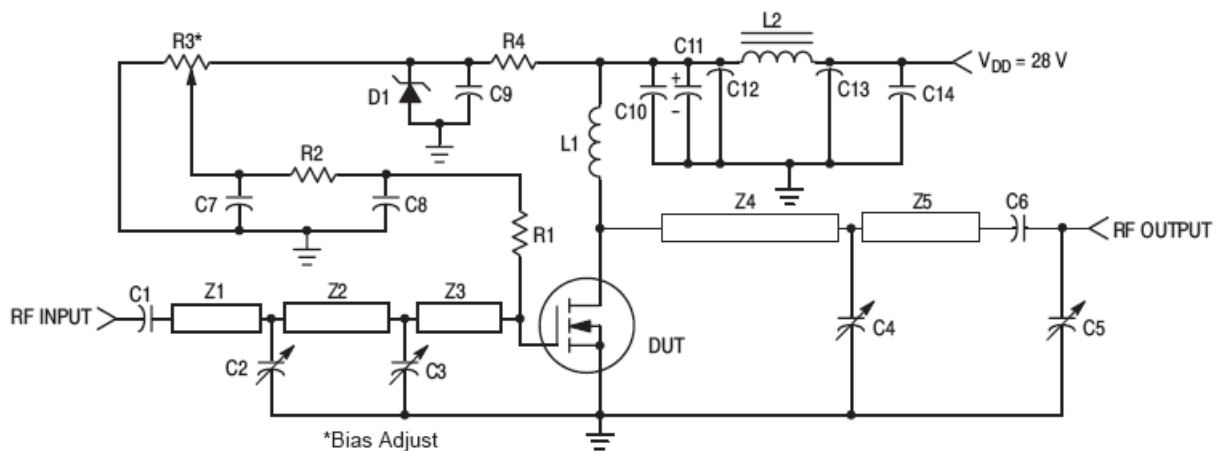 L2
R3*
R4
C11
V_DD = 28 V
+
D1
C9
C10
-
C12
C13
C14
L1
R2
C7
C8
Z4
Z5
C6
R1
RF OUTPUT
C1
Z1
Z2
Z3
RF INPUT
C4
C5
DUT
C2
C3
*Bias Adjust